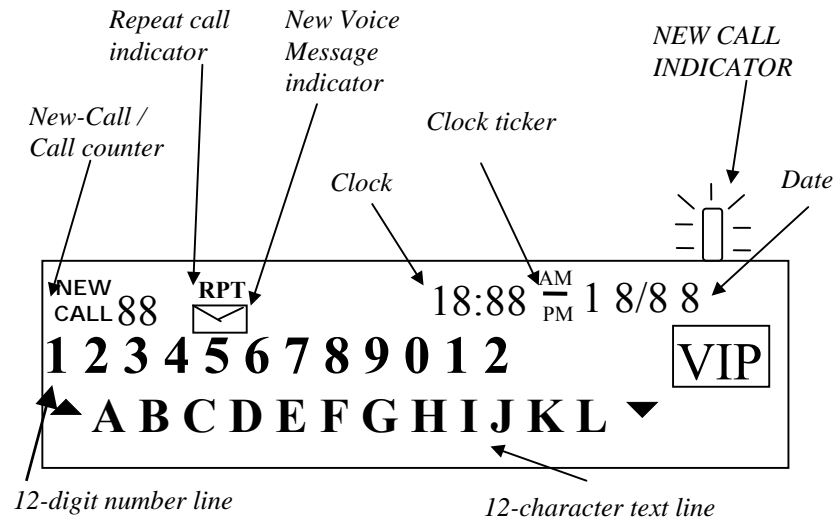 Repeat call
indicator
New Voice
Message
indicator
NEW CALL
INDICATOR
New-Call /
Call counter
Clock ticker
Clock
Date
NEW
CALL 88
RPT
18:88
AM
PM
1 8/8 8
1 2 3 4 5 6 7 8 9 0 1 2
VIP
A B C D E F G H I J K L
12-digit number line
12-character text line